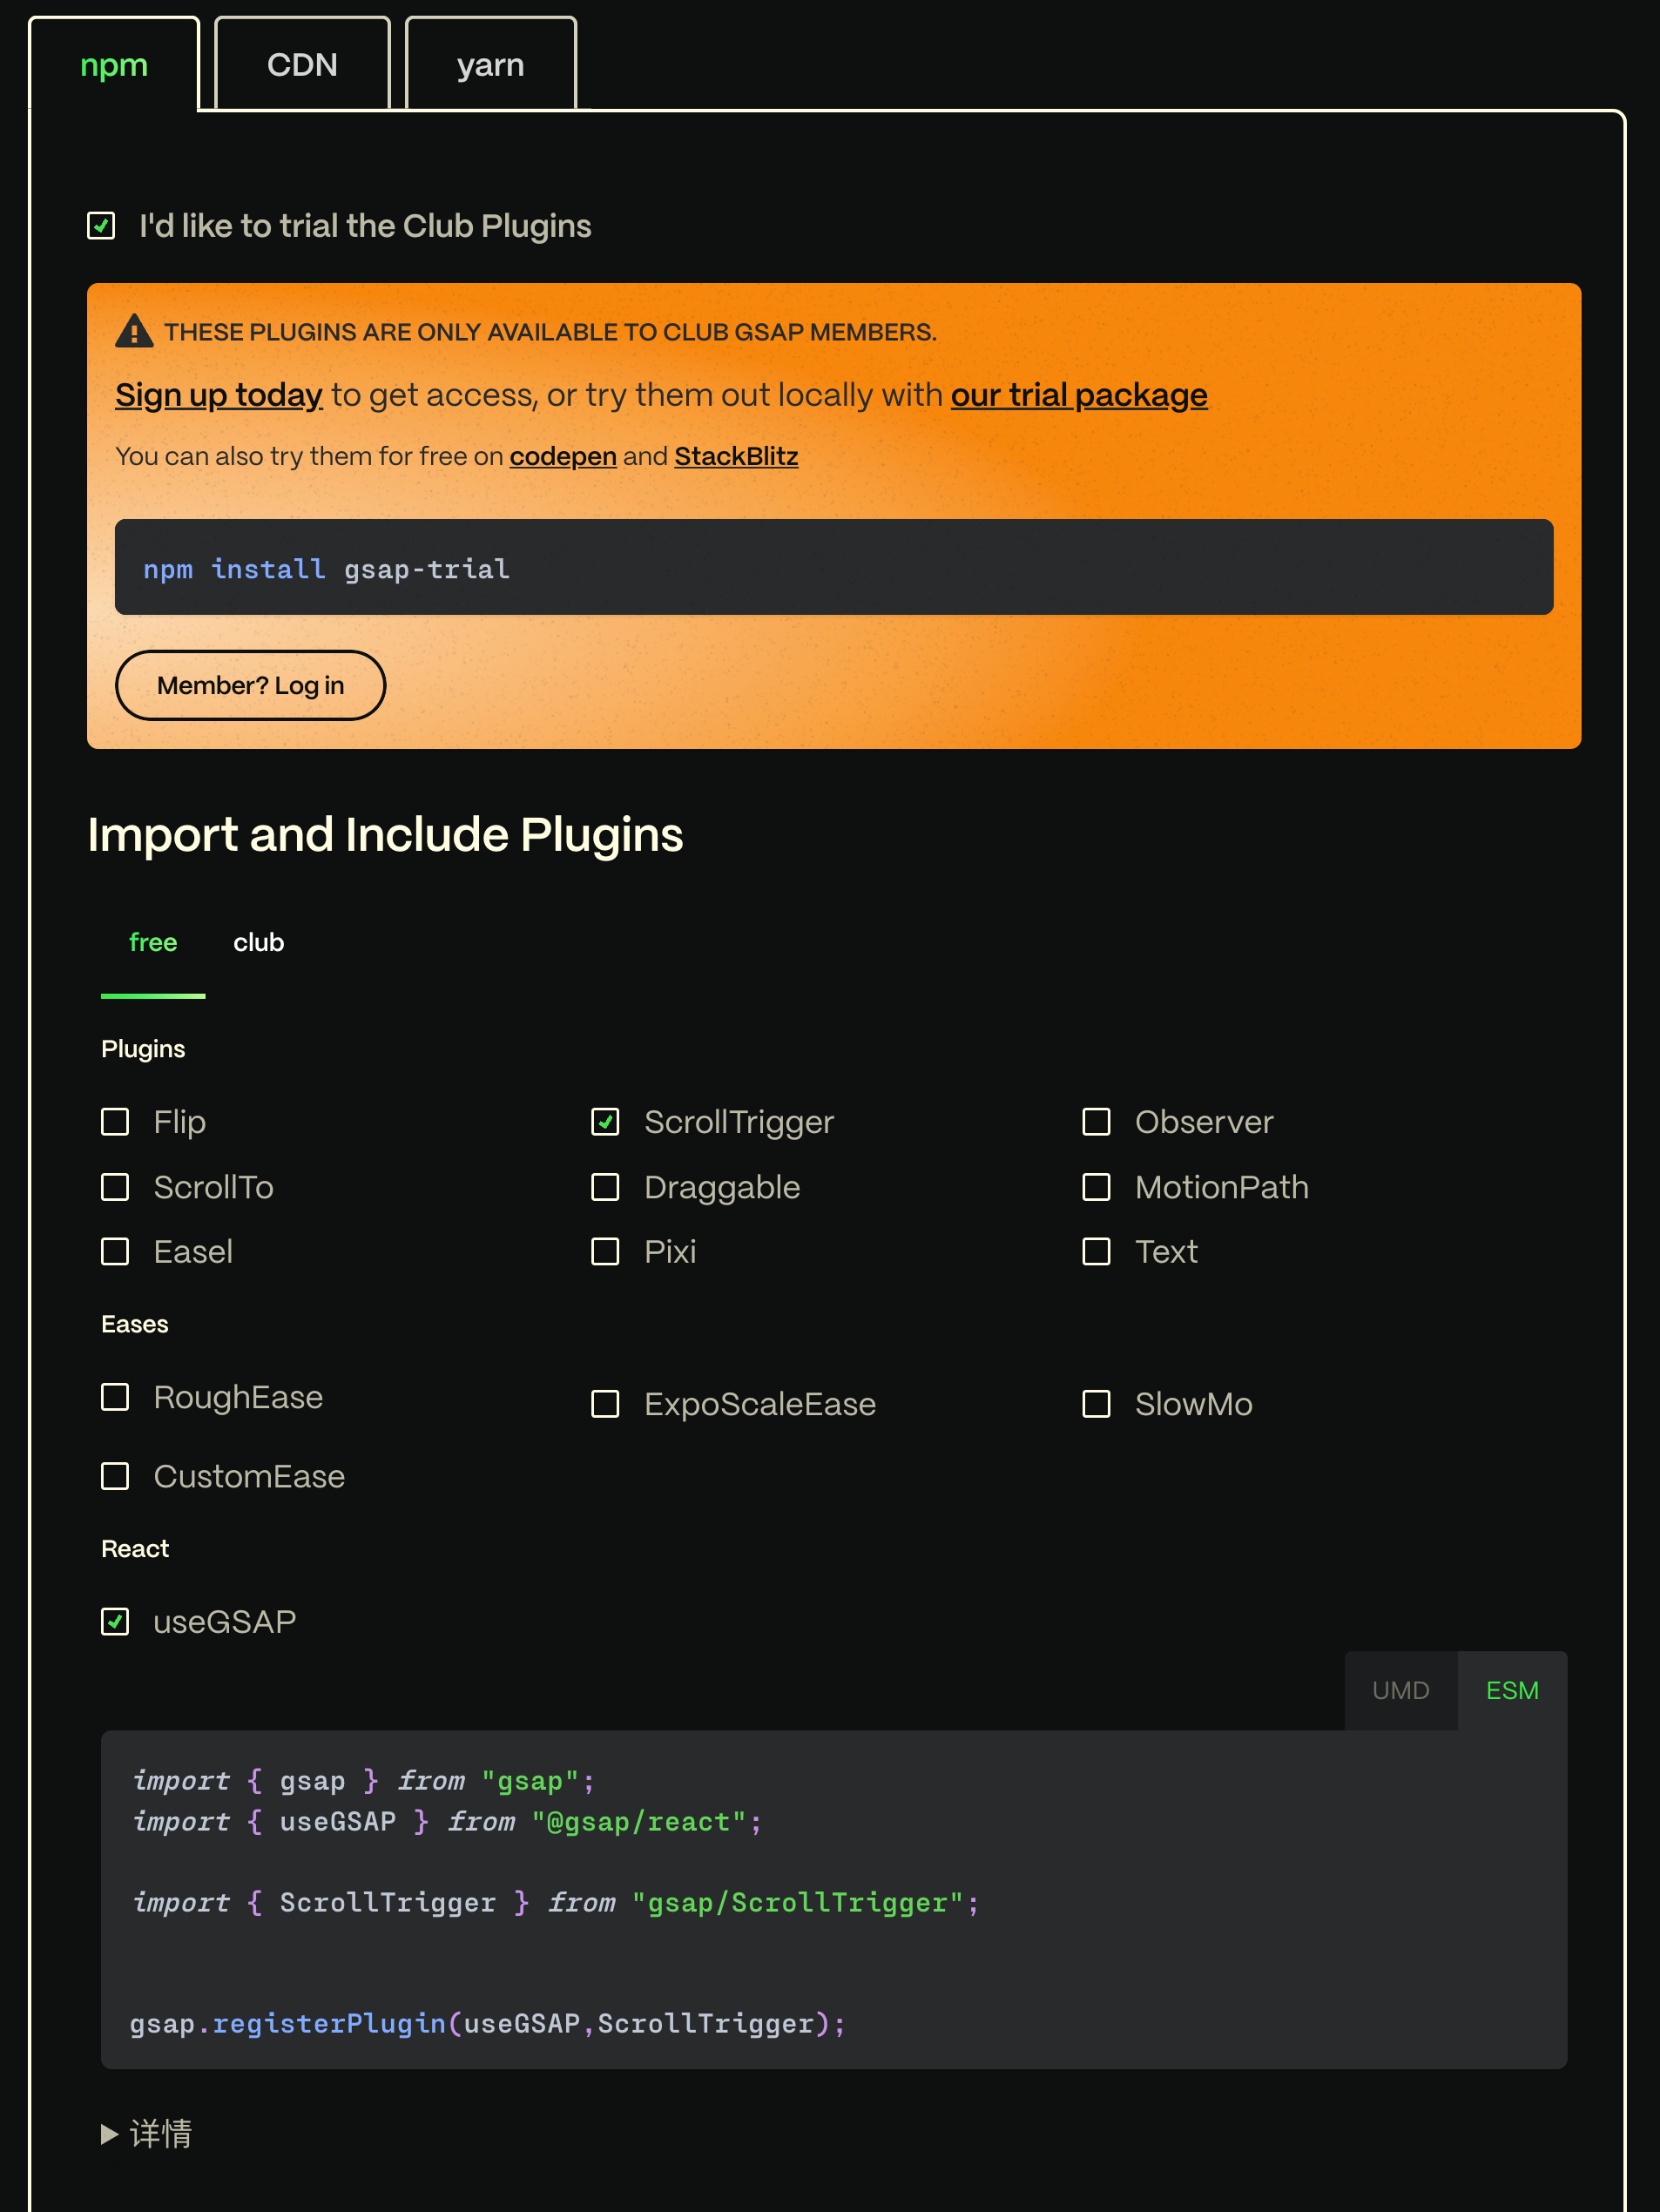 npm CDN yarn
I'd like to trial the Club Plugins
THESE PLUGINS ARE ONLY AVAILABLE TO CLUB GSAP MEMBERS.
Sign up today to get access, or try them out locally with our trial package
You can also try them for free on codepen and StackBlitz
npm install gsap-trial
Member? Log in
Import and Include Plugins
free club
Plugins
Flip ScrollTrigger Observer
ScrollTo Draggable MotionPath
Easel Pixi Text
Eases
RoughEase ExpoScaleEase SlowMo
CustomEase
React
useGSAP
UMD ESM
import { gsap } from "gsap";
import { useGSAP } from "@gsap/react";
import { ScrollTrigger } from "gsap/ScrollTrigger";
gsap.registerPlugin(useGSAP,ScrollTrigger);
详情